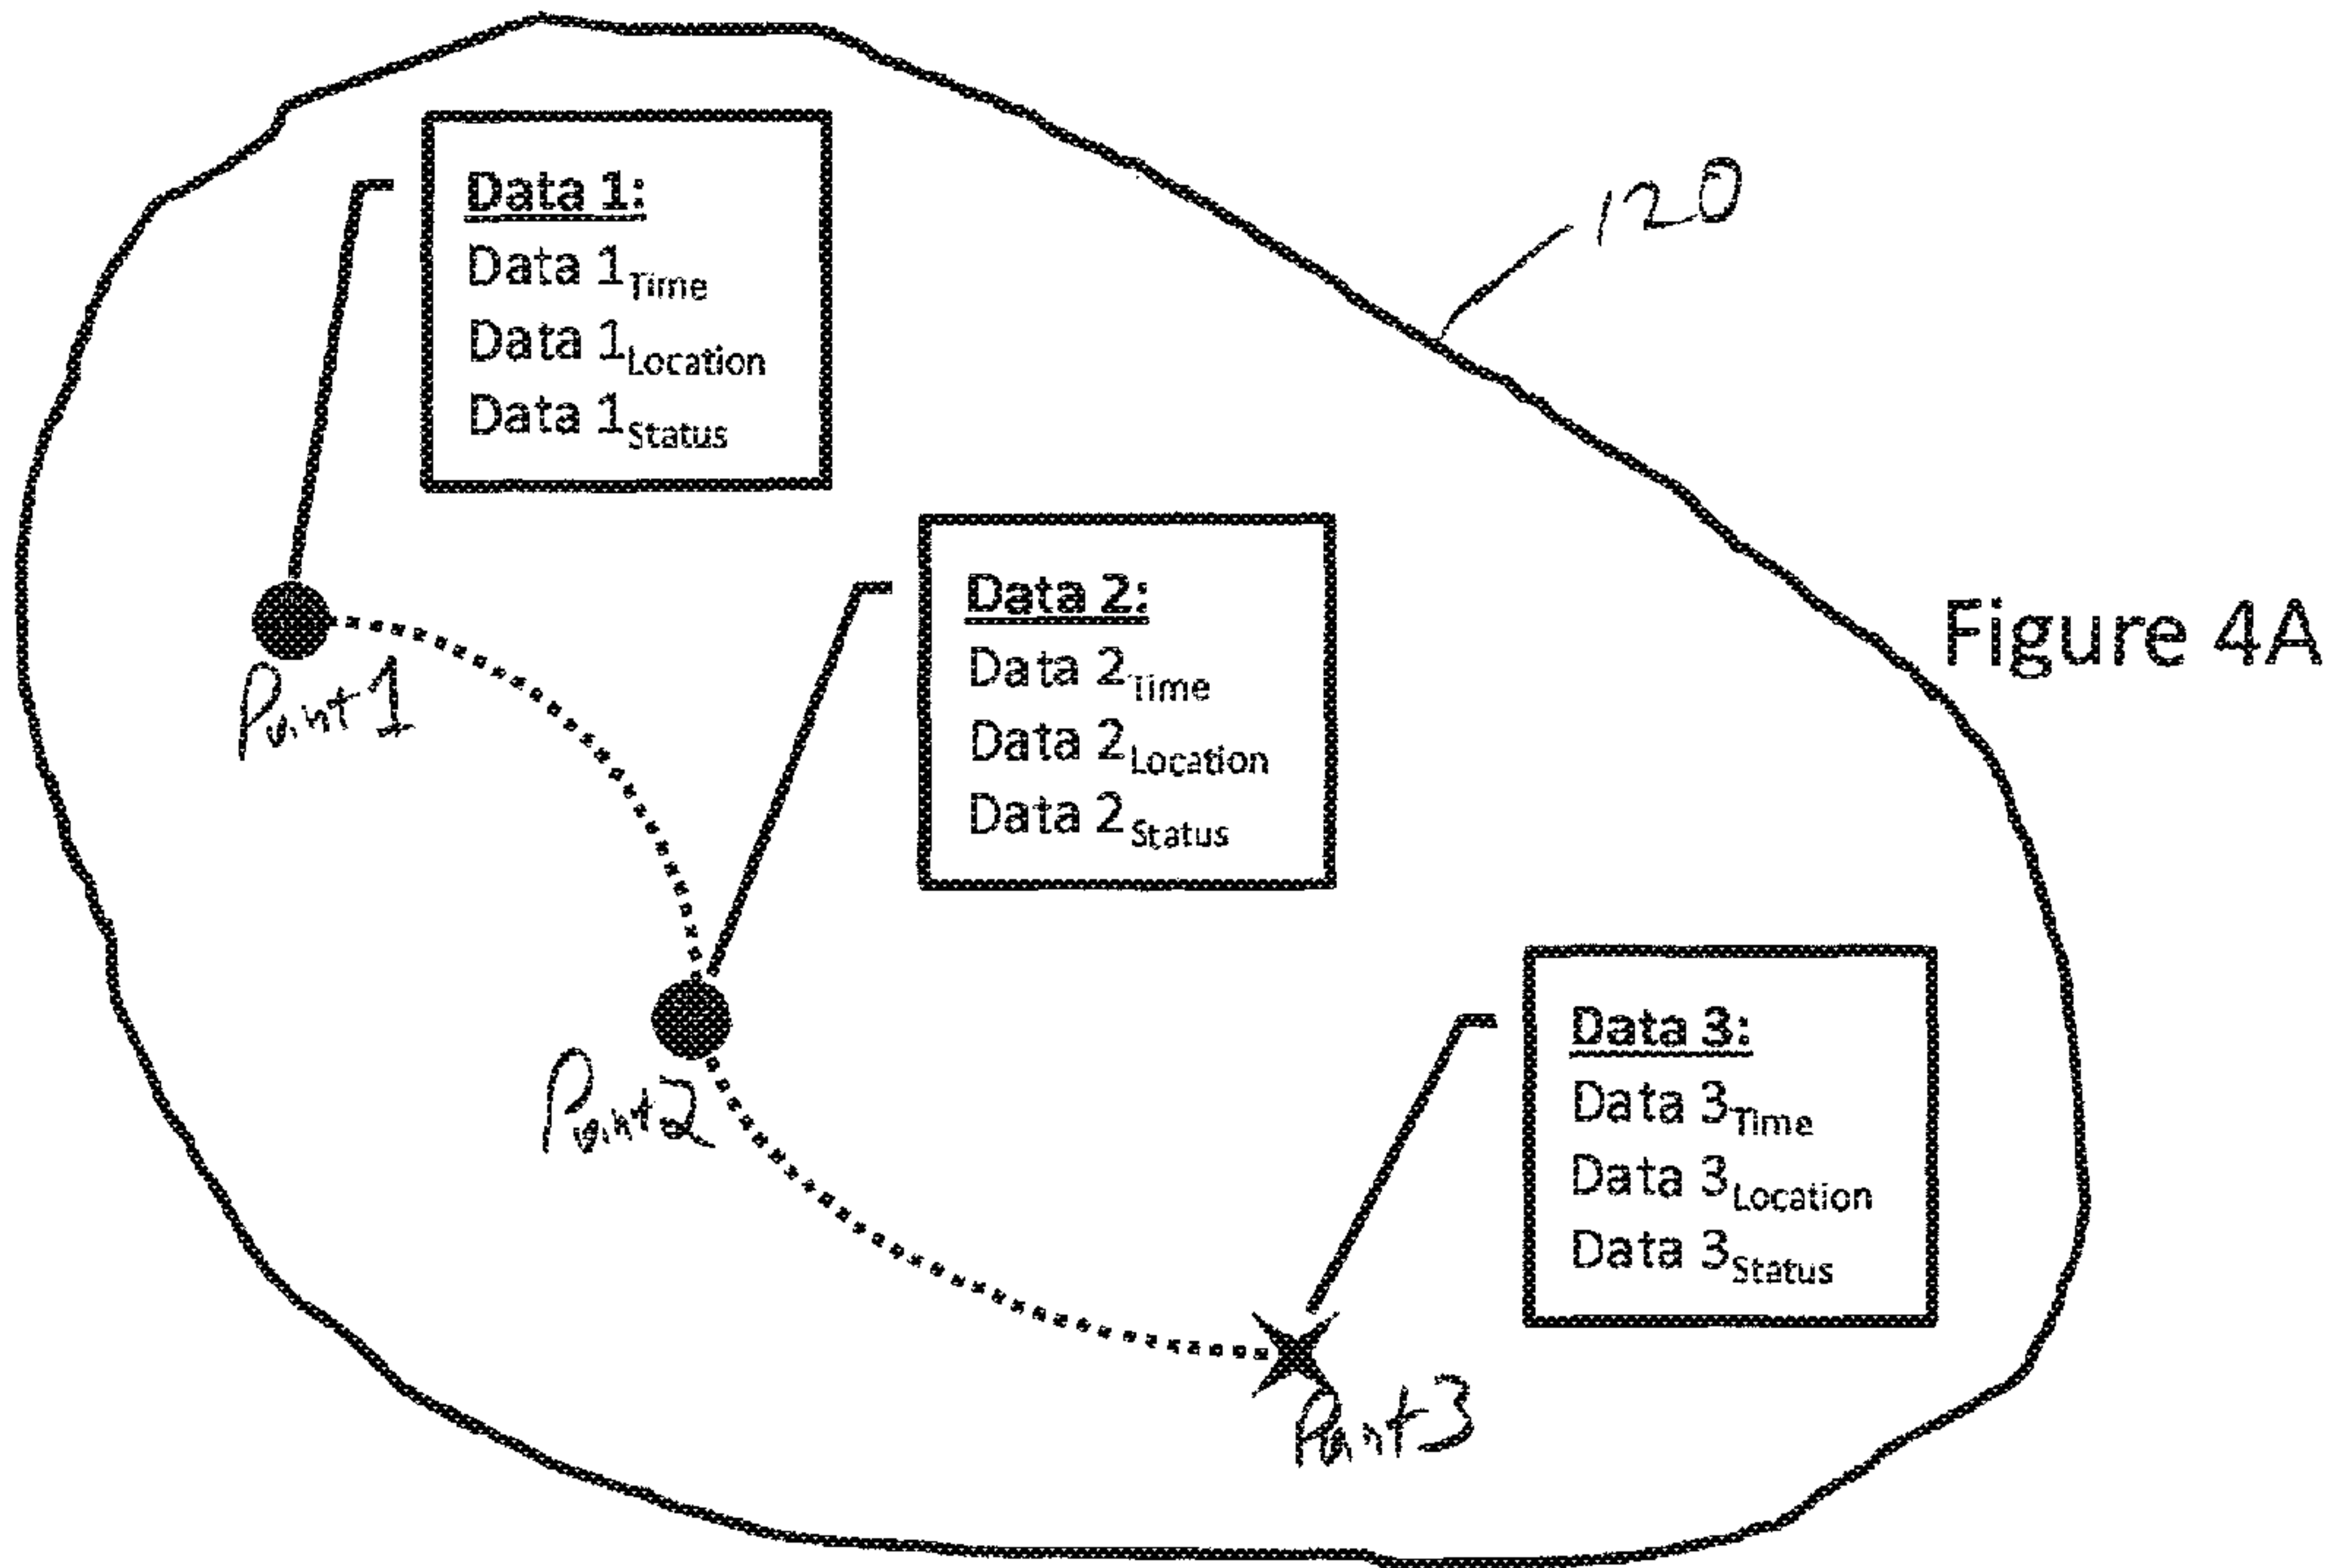 Data 1:
Data 1Time
Data 1Location
Data 1Status
120
Data 2:
Data 2Time
Data 2Location
Data 2Status
Figure 4A
Point 1
Point 2
Data 3:
Data 3Time
Data 3Location
Data 3Status
Point 3